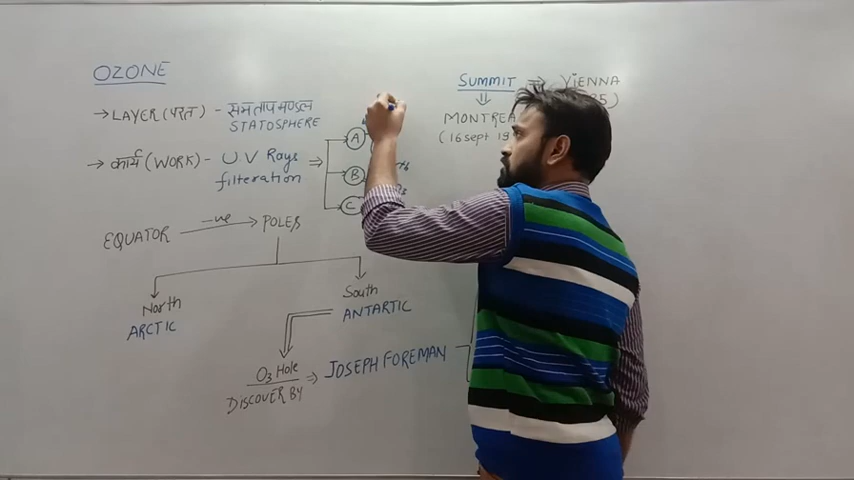 OZONE
→ LAYER (परत) - समतापमण्डल
STATOSPHERE
→ कार्य (WORK) - UV Rays ⇒
filteration
A
B
C
EQUATOR -ve → POLES
North
ARCTIC
South
ANTARTIC
O3 Hole
DISCOVER BY ⇒ JOSEPH FOREMAN
SUMMIT ⇒ VIENNA
MONTREA
(16 sept 19